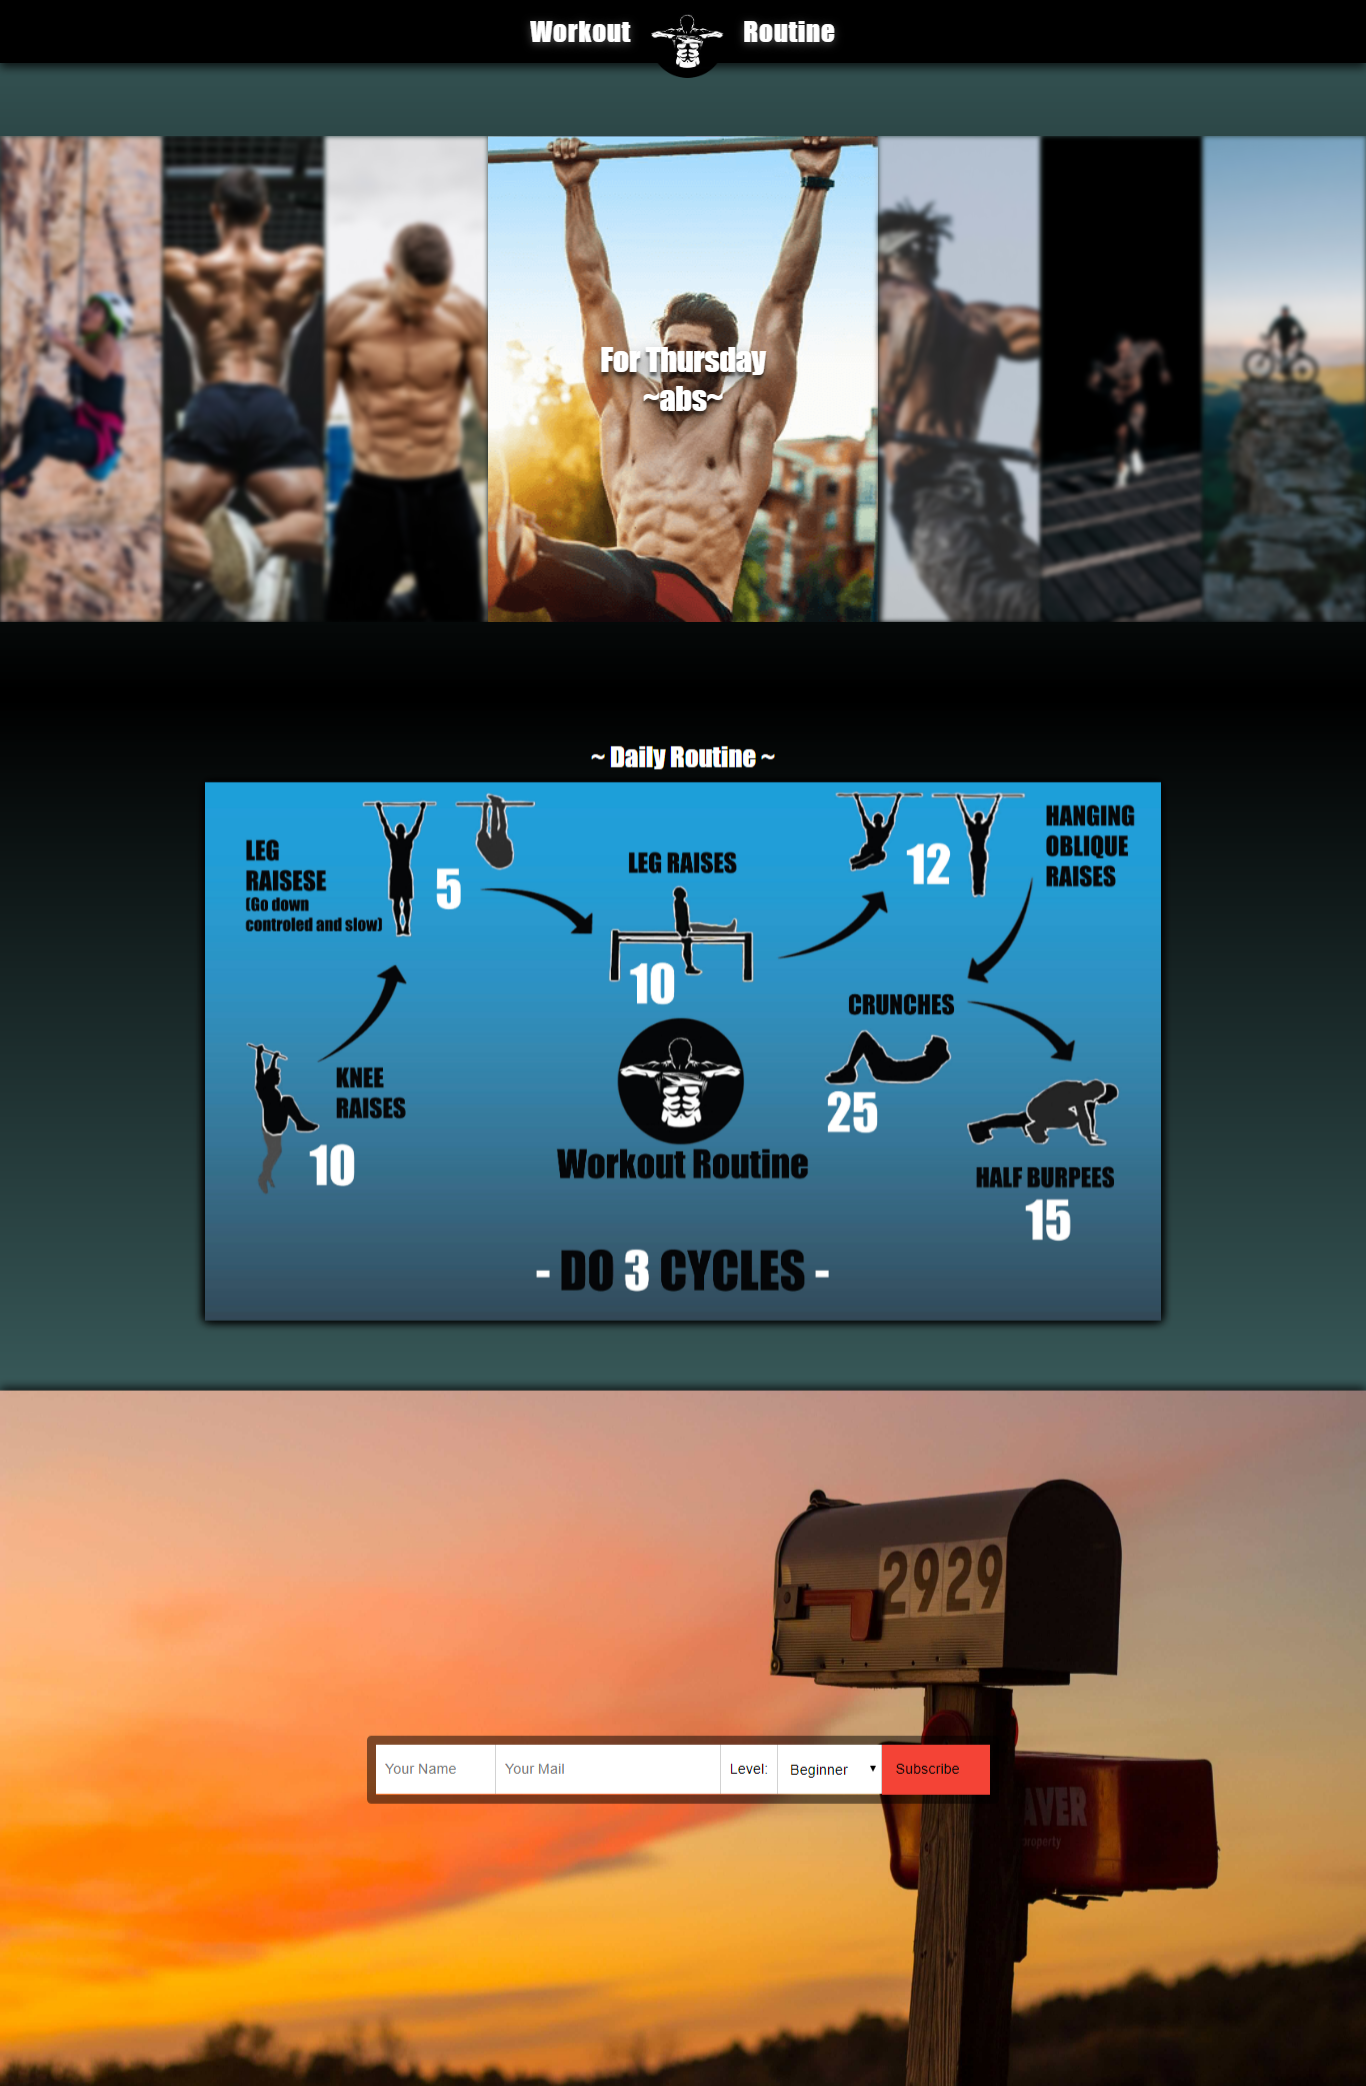 Workout Routine
For Thursday
~abs~
~ Daily Routine ~
LEG
RAISESE
(Go down
controled and slow)
5
LEG RAISES
10
12
HANGING
OBLIQUE
RAISES
KNEE
RAISES
10
CRUNCHES
25
HALF BURPEES
15
Workout Routine
- DO 3 CYCLES -
2929
Your Name
Your Mail
Level:
Beginner
Subscribe
AVER